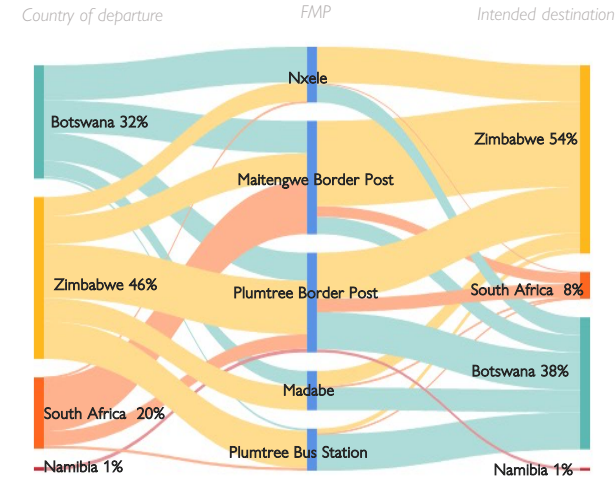 Country of departure
FMP
Intended destination
Nxele
Botswana 32%
Zimbabwe 54%
Maitengwe Border Post
Zimbabwe 46%
Plumtree Border Post
South Africa 8%
Botswana 38%
Madabe
South Africa 20%
Plumtree Bus Station
Namibia 1%
Namibia 1%